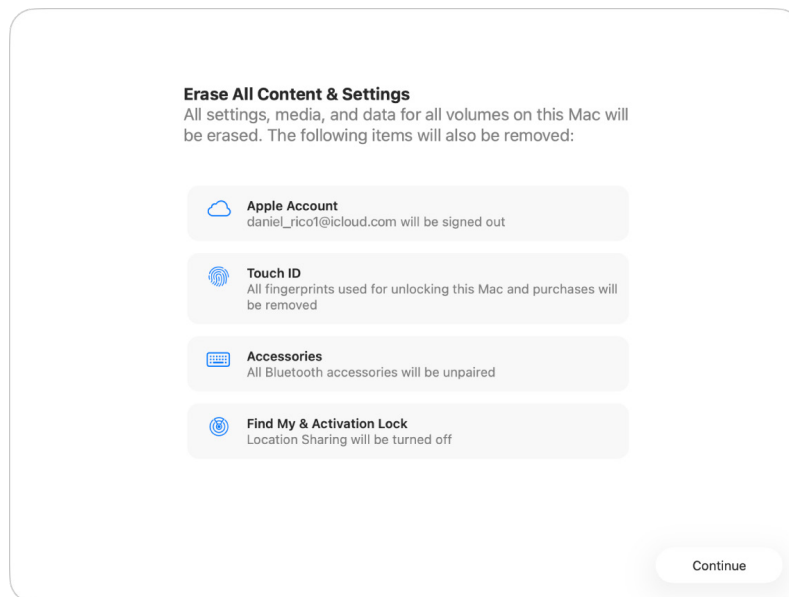 Erase All Content & Settings
All settings, media, and data for all volumes on this Mac will
be erased. The following items will also be removed:
Apple Account
daniel_rico1@icloud.com will be signed out
Touch ID
All fingerprints used for unlocking this Mac and purchases will
be removed
Accessories
All Bluetooth accessories will be unpaired
Find My & Activation Lock
Location Sharing will be turned off
Continue